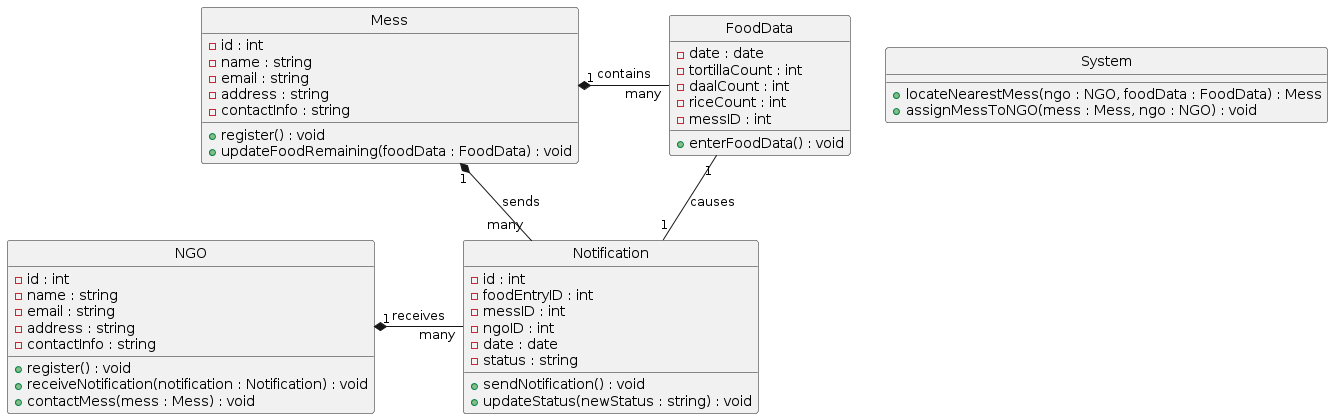 Mess
id : int
name : string
email : string
address : string
contactInfo : string
register() : void
updateFoodRemaining(foodData : FoodData) : void
1
contains
many
FoodData
date : date
tortillaCount : int
daalCount : int
riceCount : int
messID : int
enterFoodData() : void
System
locateNearestMess(ngo : NGO, foodData : FoodData) : Mess
assignMessToNGO(mess : Mess, ngo : NGO) : void
1
sends
many
1
causes
1
NGO
id : int
name : string
email : string
address : string
contactInfo : string
register() : void
receiveNotification(notification : Notification) : void
contactMess(mess : Mess) : void
1
receives
many
Notification
id : int
foodEntryID : int
messID : int
ngoID : int
date : date
status : string
sendNotification() : void
updateStatus(newStatus : string) : void